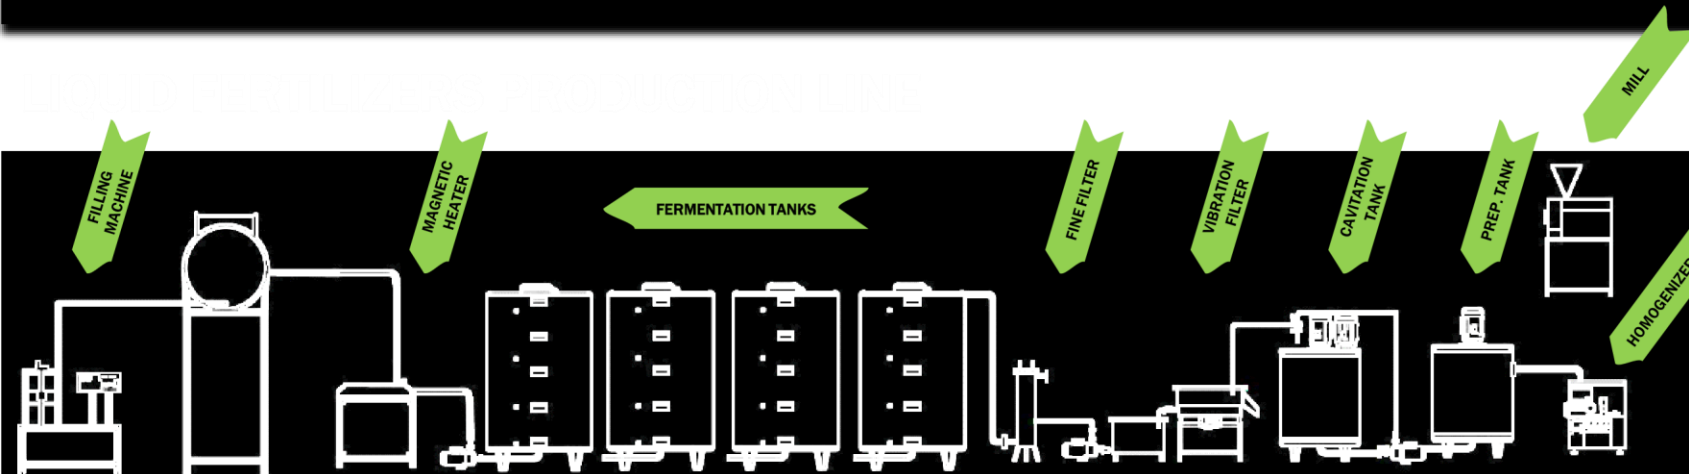 MILL
FILLING
MACHINE
MAGNETIC
HEATER
FERMENTATION TANKS
FINE FILTER
VIBRATION
FILTER
CAVITATION
TANK
PREP. TANK
HOMOGENIZER